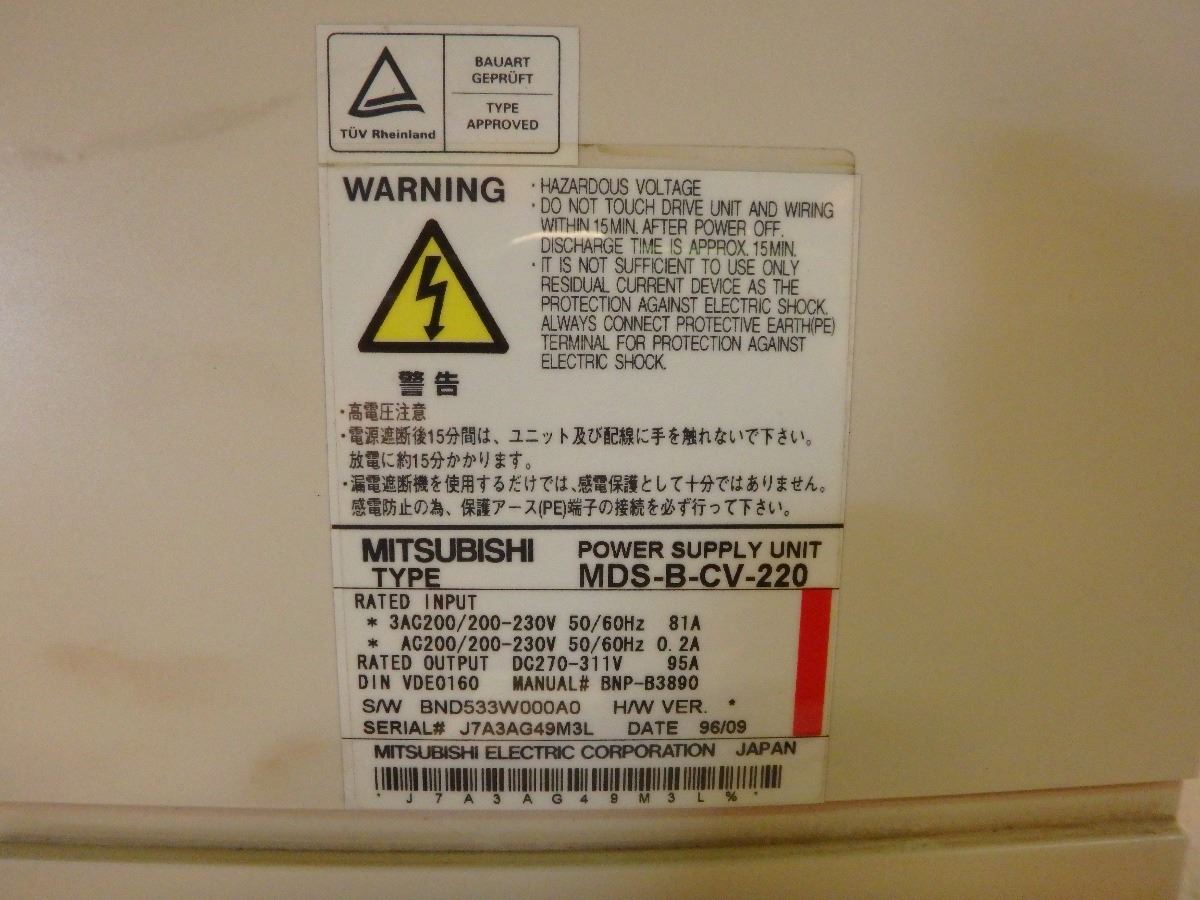 TÜV Rheinland
BAUART
GEPRÜFT
TYPE
APPROVED
WARNING
・HAZARDOUS VOLTAGE
・DO NOT TOUCH DRIVE UNIT AND WIRING
WITHIN 15MIN. AFTER POWER OFF.
DISCHARGE TIME IS APPROX. 15MIN.
・IT IS NOT SUFFICIENT TO USE ONLY
RESIDUAL CURRENT DEVICE AS THE
PROTECTION AGAINST ELECTRIC SHOCK.
ALWAYS CONNECT PROTECTIVE EARTH(PE)
TERMINAL FOR PROTECTION AGAINST
ELECTRIC SHOCK.
警告
・高電圧注意
・電源遮断後15分間は、ユニット及び配線に手を触れないで下さい。
放電に約15分かかります。
・漏電遮断機を使用するだけでは、感電保護として十分ではありません。
感電防止の為、保護アース(PE)端子の接続を必ず行って下さい。
MITSUBISHI POWER SUPPLY UNIT
TYPE MDS-B-CV-220
RATED INPUT
* 3AC200/200-230V 50/60Hz 81A
* AC200/200-230V 50/60Hz 0.2A
RATED OUTPUT DC270-311V 95A
DIN VDE0160 MANUAL# BNP-B3890
S/W BND533W000A0 H/W VER. *
SERIAL# J7A3AG49M3L DATE 96/09
MITSUBISHI ELECTRIC CORPORATION JAPAN
* J 7 A 3 A G 4 9 M 3 L % *